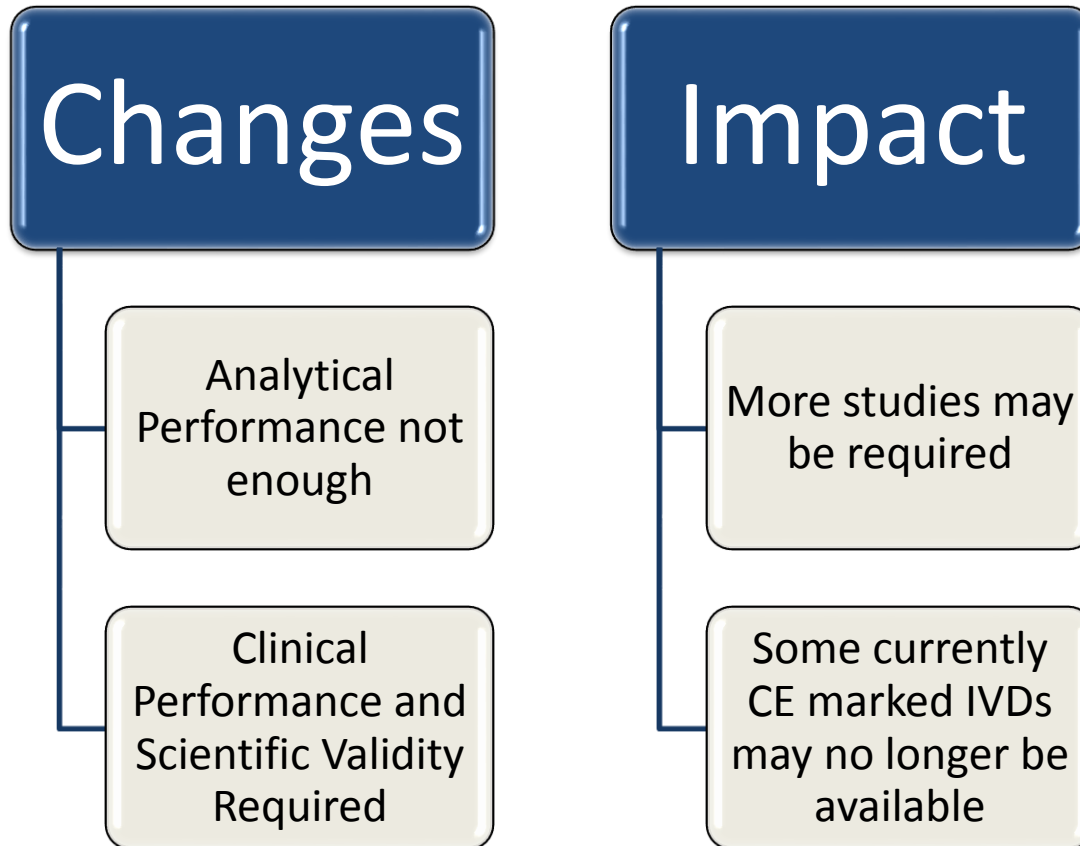 Changes
Analytical
Performance not
enough
Clinical
Performance and
Scientific Validity
Required
Impact
More studies may
be required
Some currently
CE marked IVDs
may no longer be
available